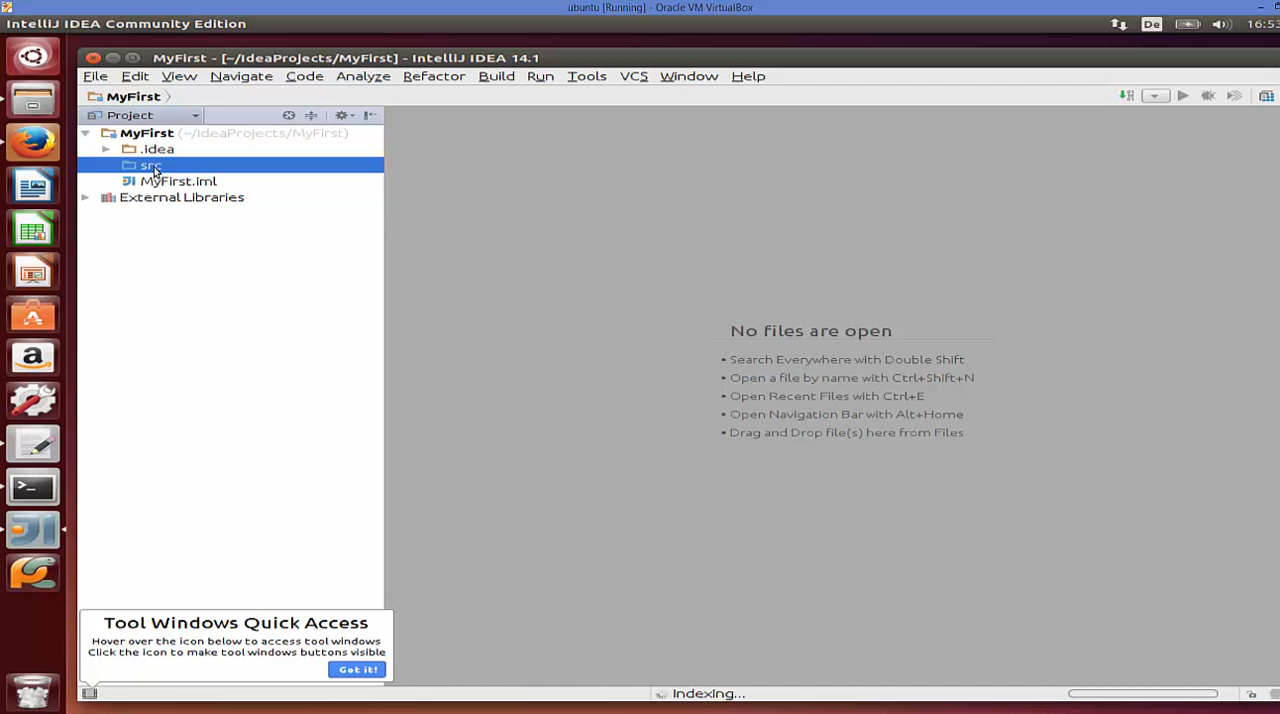 ubuntu [Running] - Oracle VM VirtualBox
IntelliJ IDEA Community Edition
De
16:53
MyFirst - [~/IdeaProjects/MyFirst] - IntelliJ IDEA 14.1
File Edit View Navigate Code Analyze Refactor Build Run Tools VCS Window Help
MyFirst
Project
MyFirst (~/IdeaProjects/MyFirst)
.idea
src
MyFirst.iml
External Libraries
No files are open
• Search Everywhere with Double Shift
• Open a file by name with Ctrl+Shift+N
• Open Recent Files with Ctrl+E
• Open Navigation Bar with Alt+Home
• Drag and Drop file(s) here from Files
Tool Windows Quick Access
Hover over the icon below to access tool windows
Click the icon to make tool windows buttons visible
Got it!
Indexing...